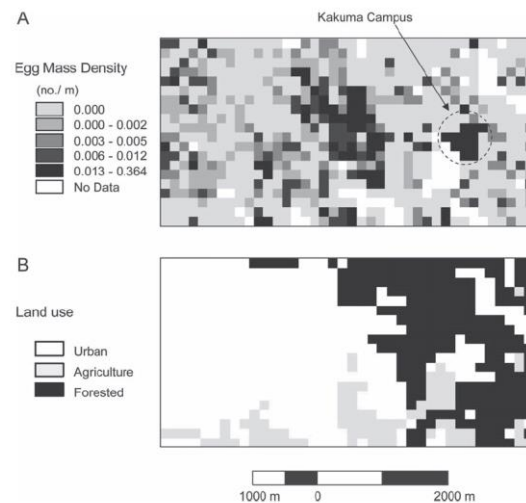 A
Kakuma Campus
Egg Mass Density
(no./ m)
0.000
0.000 - 0.002
0.003 - 0.005
0.006 - 0.012
0.013 - 0.364
No Data
B
Land use
Urban
Agriculture
Forested
1000 m 0 2000 m